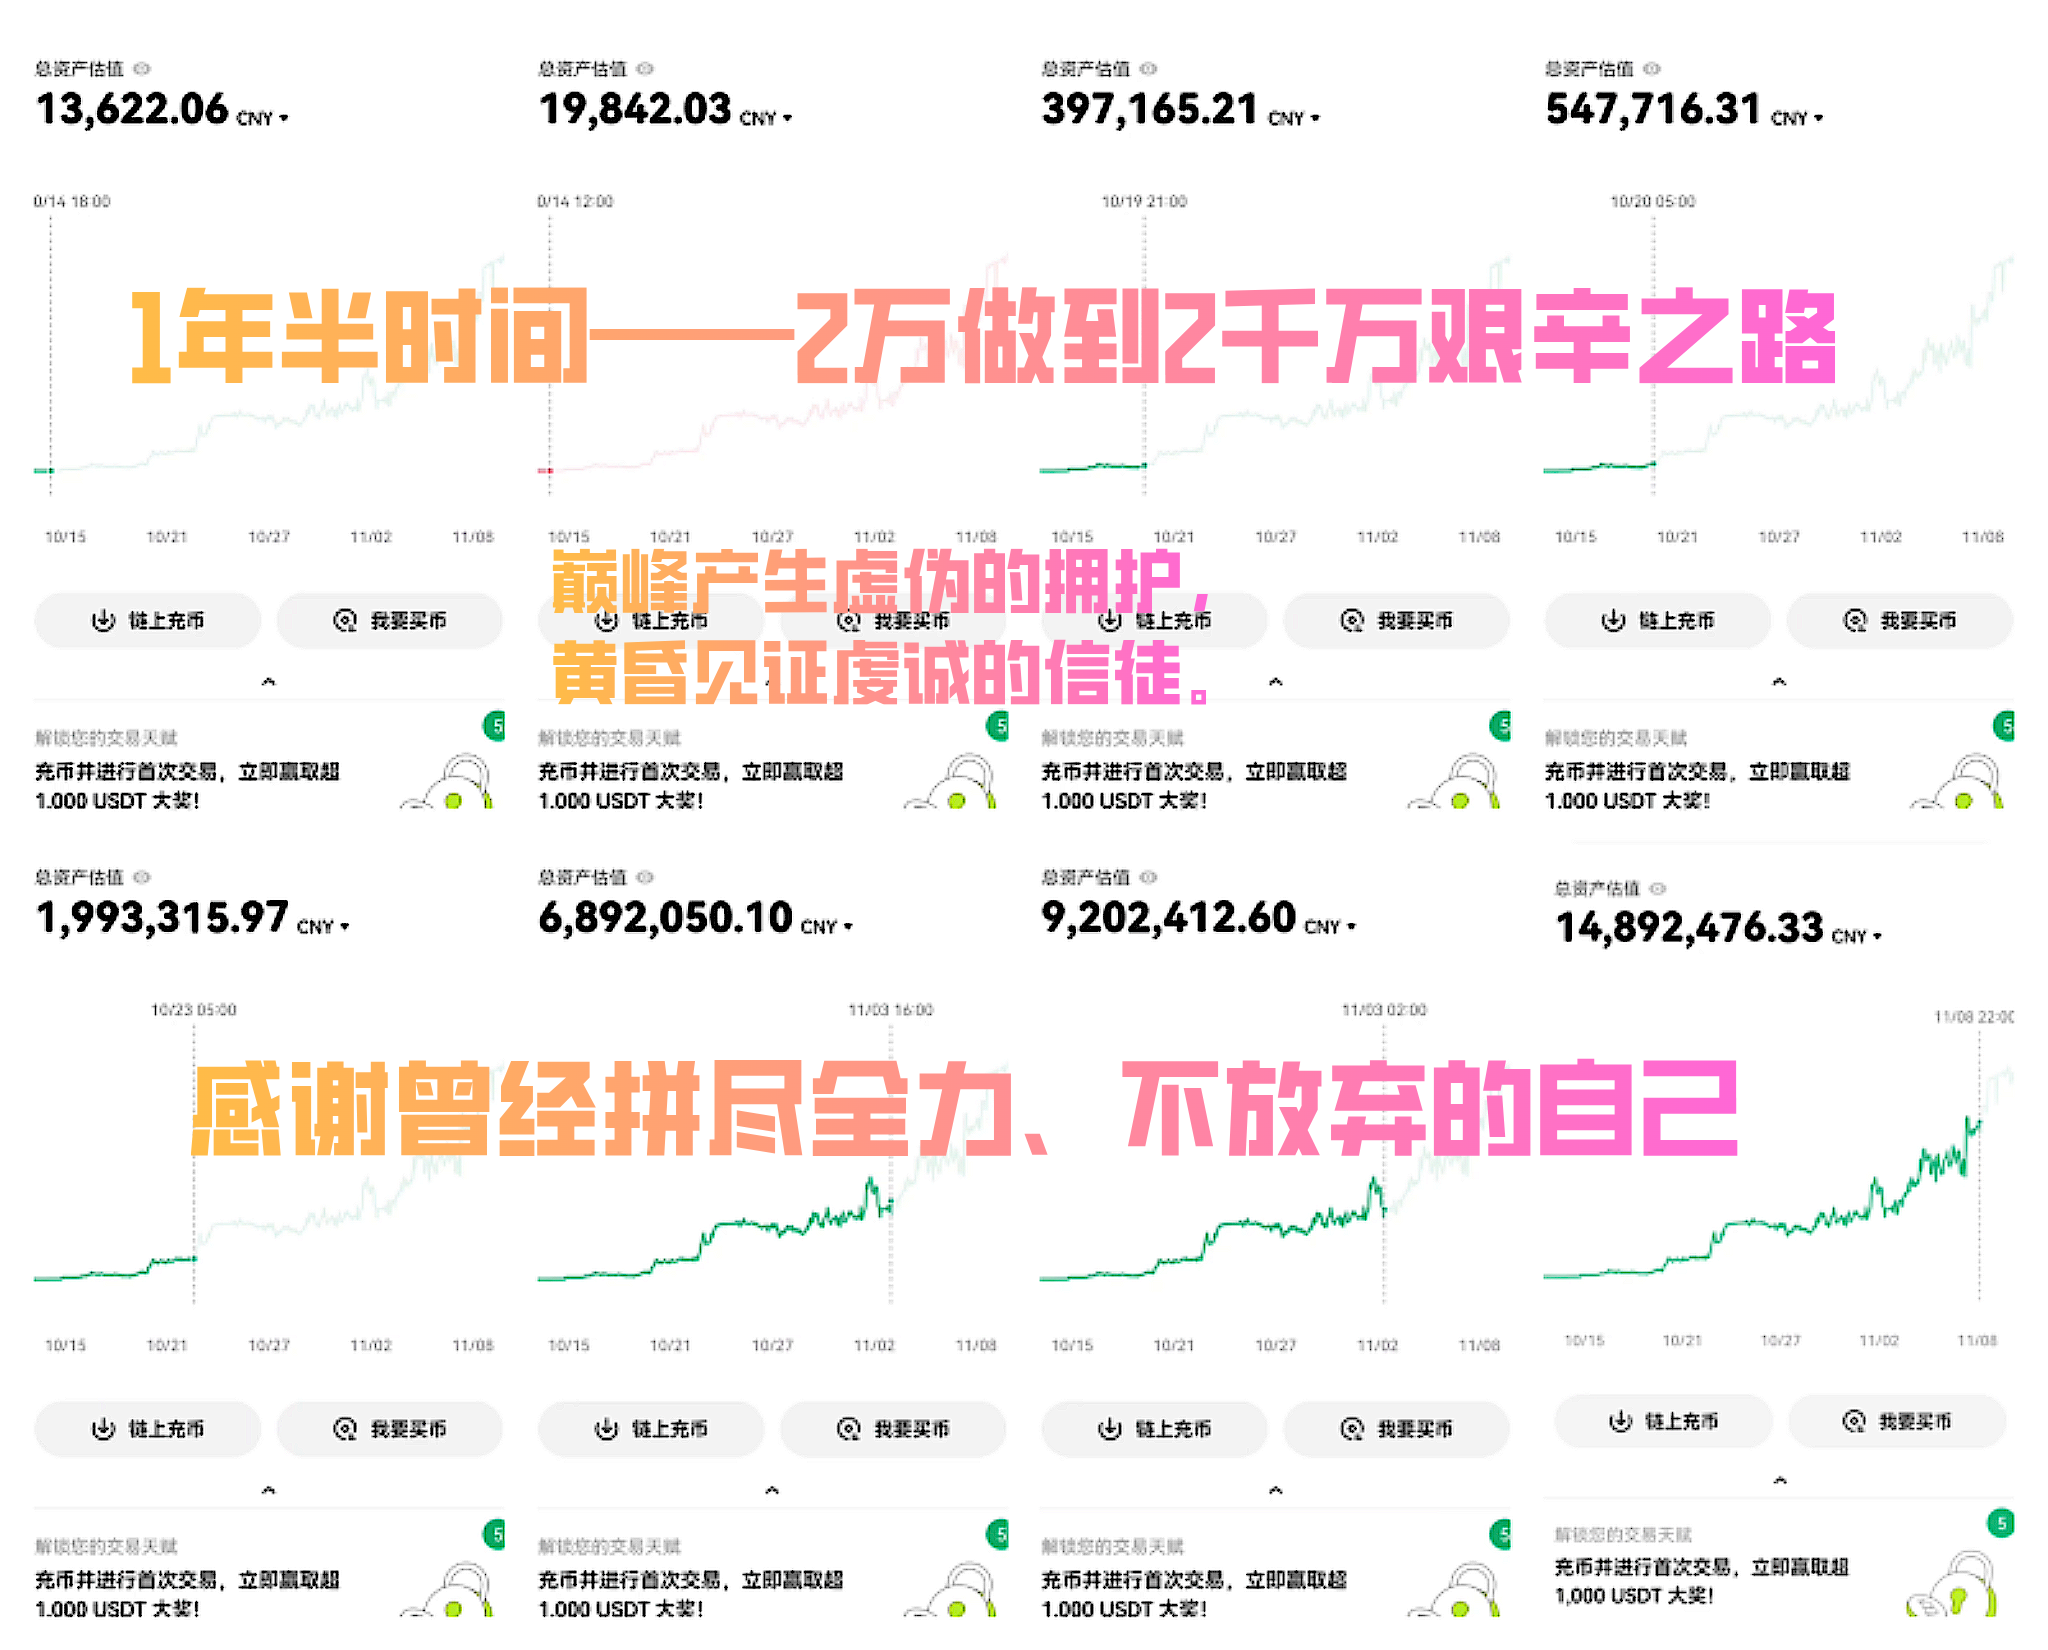 总资产估值
13,622.06 CNY
0/14 18:00
10/15 10/21 10/27 11/02 11/08
链上充币 我要买币
解锁您的交易天赋
5
充币并进行首次交易，立即赢取超
1.000 USDT 大奖！
总资产估值
19,842.03 CNY
0/14 12:00
10/15 10/21 10/27 11/02 11/08
链上充币 我要买币
解锁您的交易天赋
5
充币并进行首次交易，立即赢取超
1.000 USDT 大奖！
总资产估值
397,165.21 CNY
10/19 21:00
10/15 10/21 10/27 11/02 11/08
链上充币 我要买币
解锁您的交易天赋
5
充币并进行首次交易，立即赢取超
1.000 USDT 大奖！
总资产估值
547,716.31 CNY
10/20 05:00
10/15 10/21 10/27 11/02 11/08
链上充币 我要买币
解锁您的交易天赋
5
充币并进行首次交易，立即赢取超
1.000 USDT 大奖！
1年半时间——2万做到2千万艰辛之路
巅峰产生虚伪的拥护，
黄昏见证虔诚的信徒。
总资产估值
1,993,315.97 CNY
10/23 05:00
10/15 10/21 10/27 11/02 11/08
链上充币 我要买币
解锁您的交易天赋
5
充币并进行首次交易，立即赢取超
1.000 USDT 大奖！
总资产估值
6,892,050.10 CNY
11/03 16:00
10/15 10/21 10/27 11/02 11/08
链上充币 我要买币
解锁您的交易天赋
5
充币并进行首次交易，立即赢取超
1.000 USDT 大奖！
总资产估值
9,202,412.60 CNY
11/03 02:00
10/15 10/21 10/27 11/02 11/08
链上充币 我要买币
解锁您的交易天赋
5
充币并进行首次交易，立即赢取超
1.000 USDT 大奖！
总资产估值
14,892,476.33 CNY
11/08 22:00
10/15 10/21 10/27 11/02 11/08
链上充币 我要买币
解锁您的交易天赋
5
充币并进行首次交易，立即赢取超
1,000 USDT 大奖！
感谢曾经拼尽全力、不放弃的自己